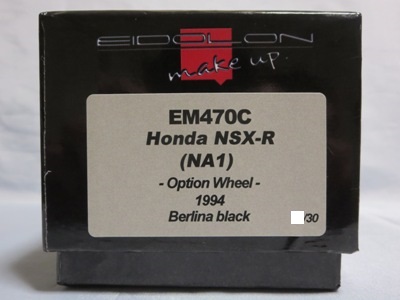 EIDOLON
make up.
EM470C
Honda NSX-R
(NA1)
- Option Wheel -
1994
Berlina black
/30